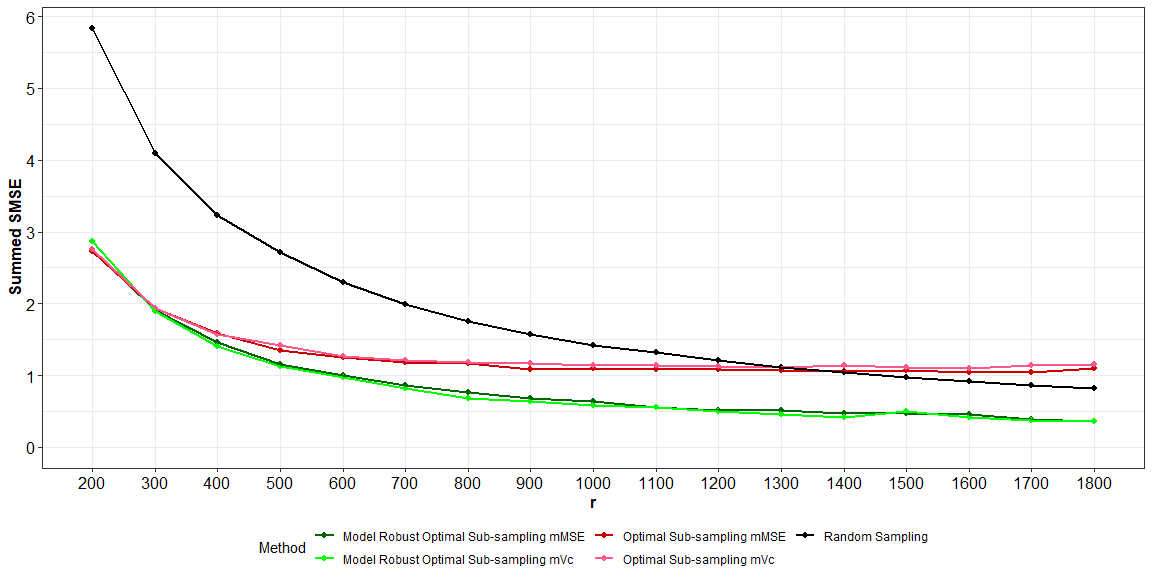 6
5
4
3
2
1
0
Summed SMSE
200 300 400 500 600 700 800 900 1000 1100 1200 1300 1400 1500 1600 1700 1800
r
Method
Model Robust Optimal Sub-sampling mMSE Optimal Sub-sampling mMSE Random Sampling
Model Robust Optimal Sub-sampling mVc Optimal Sub-sampling mVc